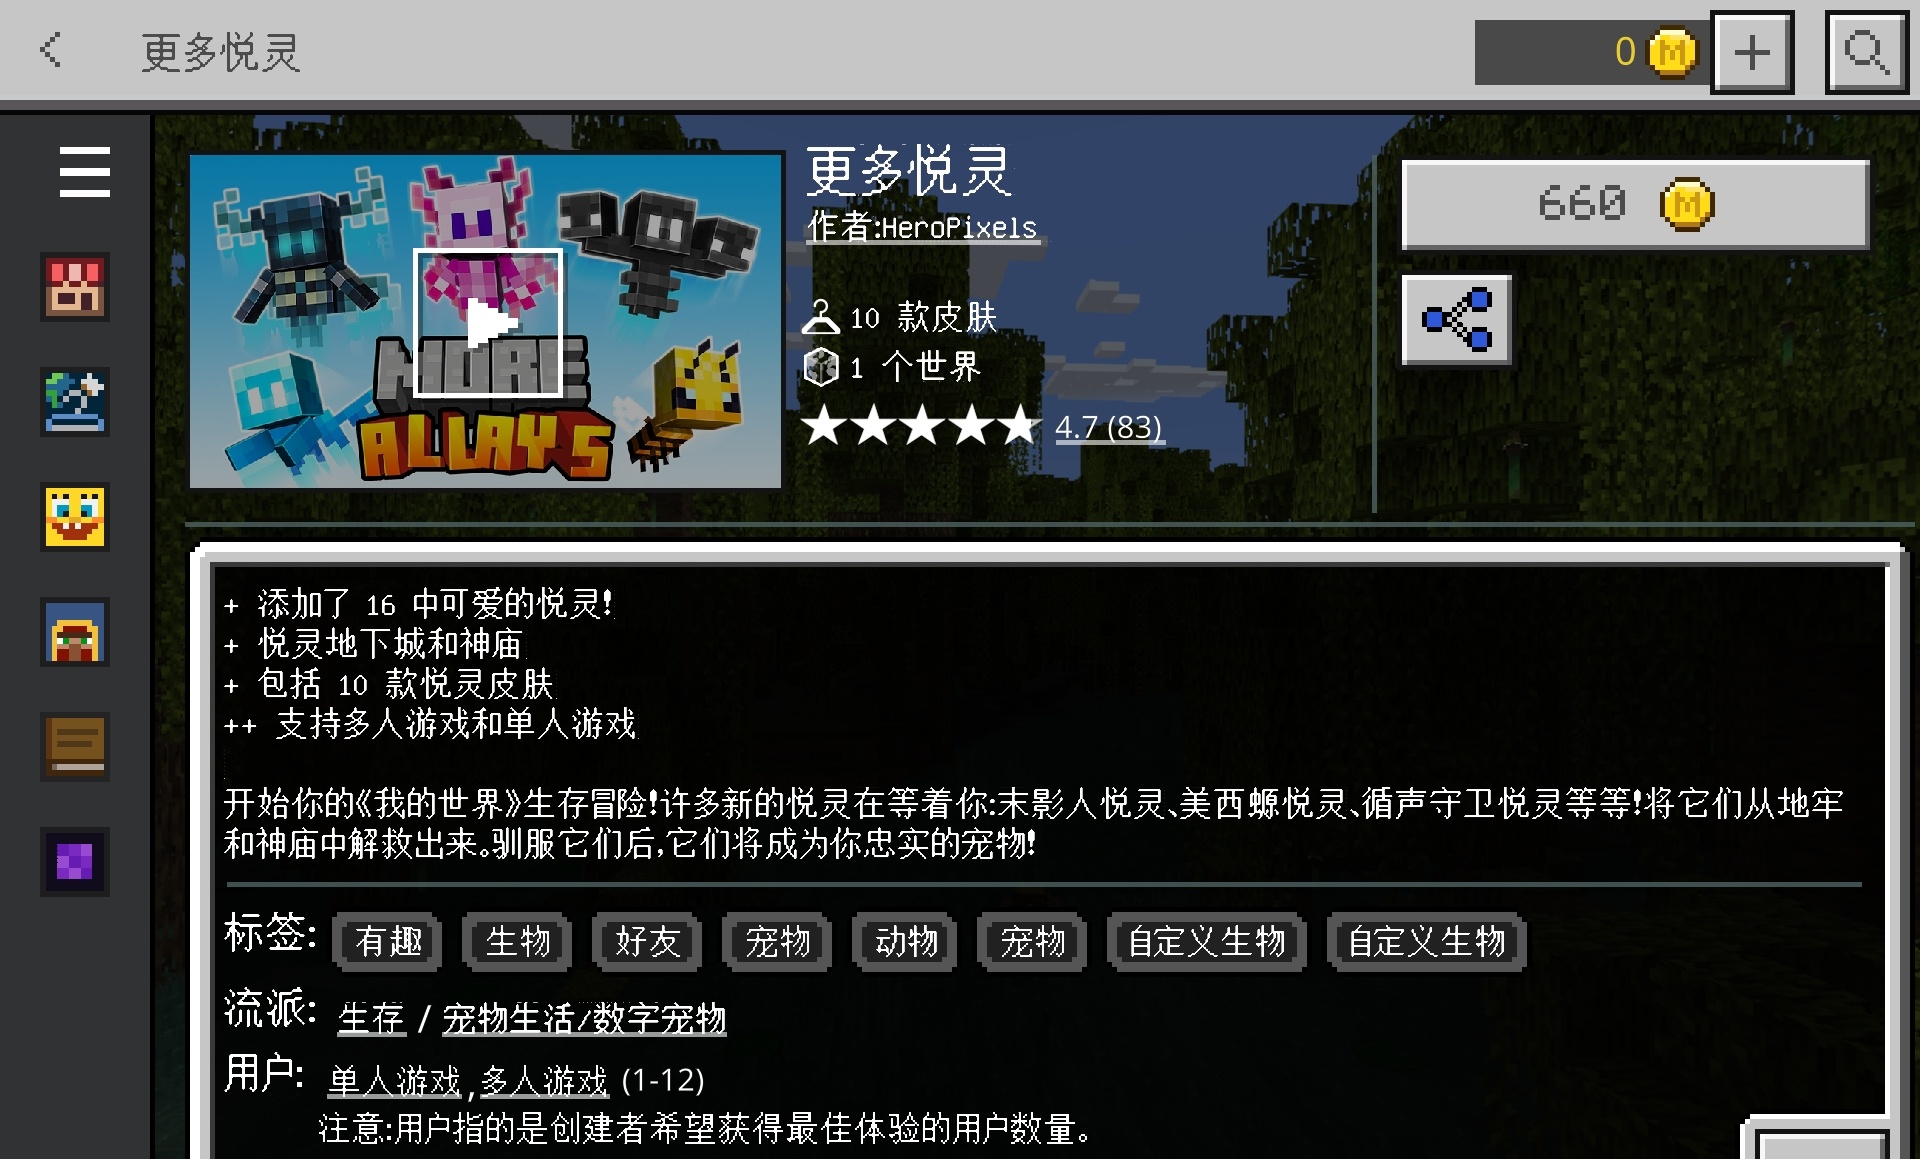 更多悦灵
0
更多悦灵
作者:HeroPixels
660
10 款皮肤
1 个世界
4.7 (83)
MORE
ALLAYS
+ 添加了 16 中可爱的悦灵!
+ 悦灵地下城和神庙
+ 包括 10 款悦灵皮肤
++ 支持多人游戏和单人游戏
开始你的《我的世界》生存冒险!许多新的悦灵在等着你:末影人悦灵、美西螈悦灵、循声守卫悦灵等等!将它们从地牢
和神庙中解救出来。驯服它们后,它们将成为你忠实的宠物!
标签: 有趣 生物 好友 宠物 动物 宠物 自定义生物 自定义生物
流派: 生存 / 宠物生活/数字宠物
用户: 单人游戏,多人游戏 (1-12)
注意:用户指的是创建者希望获得最佳体验的用户数量。